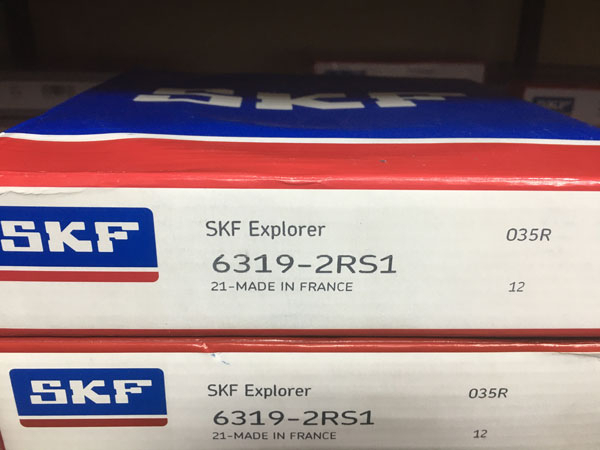 SKF
SKF
SKF Explorer
035R
6319-2RS1
21-MADE IN FRANCE
12
SKF
SKF Explorer
035R
6319-2RS1
21-MADE IN FRANCE
12